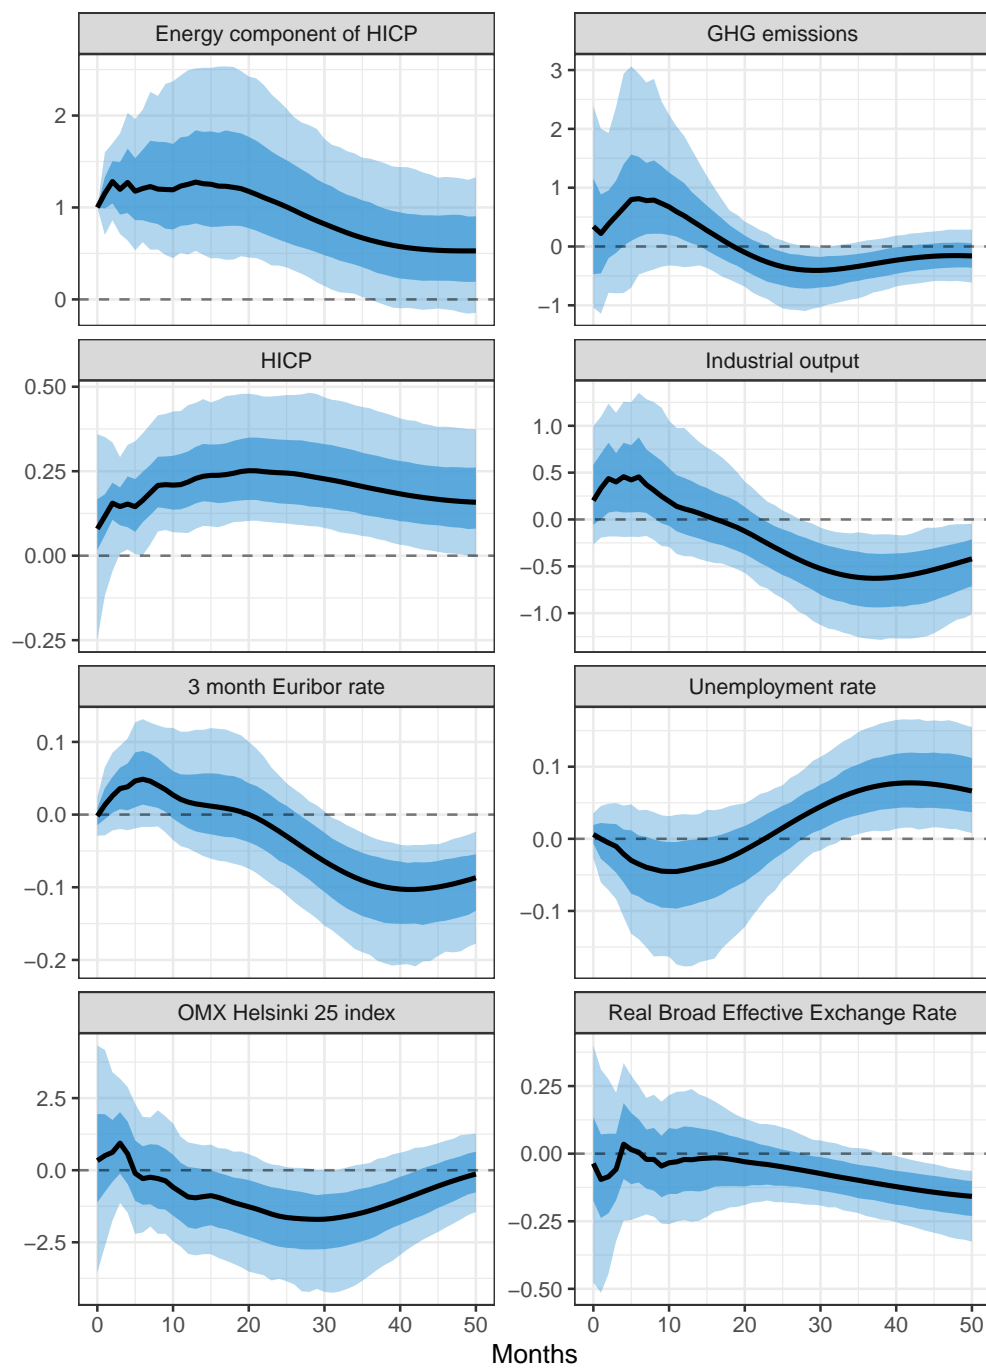 Energy component of HICP
GHG emissions
2
1
0
3
2
1
0
−1
HICP
Industrial output
0.50
0.25
0.00
−0.25
1.0
0.5
0.0
−0.5
−1.0
3 month Euribor rate
Unemployment rate
0.1
0.0
−0.1
−0.2
0.1
0.0
−0.1
OMX Helsinki 25 index
Real Broad Effective Exchange Rate
2.5
0.0
−2.5
0.25
0.00
−0.25
−0.50
0 10 20 30 40 50
0 10 20 30 40 50
Months